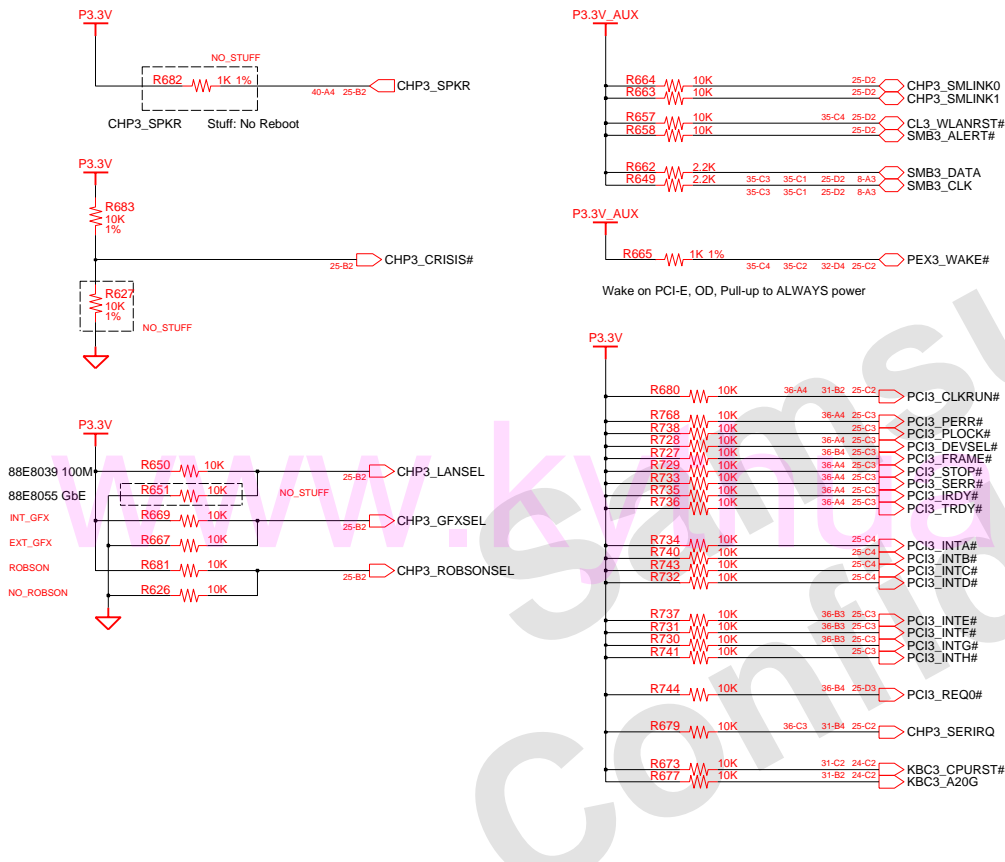 P3.3V
NO_STUFF
R682 1K 1%
40-A4 25-B2 CHP3_SPKR
CHP3_SPKR Stuff: No Reboot
P3.3V
R683
10K
1%
25-B2 CHP3_CRISIS#
R627
10K
1%
NO_STUFF
P3.3V
88E8039 100M R650 10K
25-B2 CHP3_LANSEL
88E8055 GbE R651 10K NO_STUFF
INT_GFX R669 10K
25-B2 CHP3_GFXSEL
EXT_GFX R667 10K
ROBSON R681 10K
25-B2 CHP3_ROBSONSEL
NO_ROBSON R626 10K
P3.3V_AUX
R664 10K 25-D2 CHP3_SMLINK0
R663 10K 25-D2 CHP3_SMLINK1
R657 10K 35-C4 25-D2 CL3_WLANRST#
R658 10K 25-D2 SMB3_ALERT#
R662 2.2K SMB3_DATA
R649 2.2K 35-C3 35-C1 25-D2 8-A3 SMB3_CLK
35-C3 35-C1 25-D2 8-A3
P3.3V_AUX
R665 1K 1% PEX3_WAKE#
35-C4 35-C2 32-D4 25-C2
Wake on PCI-E, OD, Pull-up to ALWAYS power
P3.3V
R680 10K 36-A4 31-B2 25-C2 PCI3_CLKRUN#
R768 10K 36-A4 25-C3 PCI3_PERR#
R738 10K 25-C3 PCI3_PLOCK#
R728 10K 36-A4 25-C3 PCI3_DEVSEL#
R727 10K 36-B4 25-C3 PCI3_FRAME#
R729 10K 36-A4 25-C3 PCI3_STOP#
R733 10K 36-A4 25-C3 PCI3_SERR#
R735 10K 36-A4 25-C3 PCI3_IRDY#
R736 10K 36-A4 25-C3 PCI3_TRDY#
R734 10K 25-C4 PCI3_INTA#
R740 10K 25-C4 PCI3_INTB#
R743 10K 25-C4 PCI3_INTC#
R732 10K 25-C4 PCI3_INTD#
R737 10K 36-B3 25-C3 PCI3_INTE#
R731 10K 36-B3 25-C3 PCI3_INTF#
R730 10K 36-B3 25-C3 PCI3_INTG#
R741 10K 25-C3 PCI3_INTH#
R744 10K 36-B4 25-D3 PCI3_REQ0#
R679 10K 36-C3 31-B4 25-C2 CHP3_SERIRQ
R673 10K 31-C2 24-C2 KBC3_CPURST#
R677 10K 31-B2 24-C2 KBC3_A20G